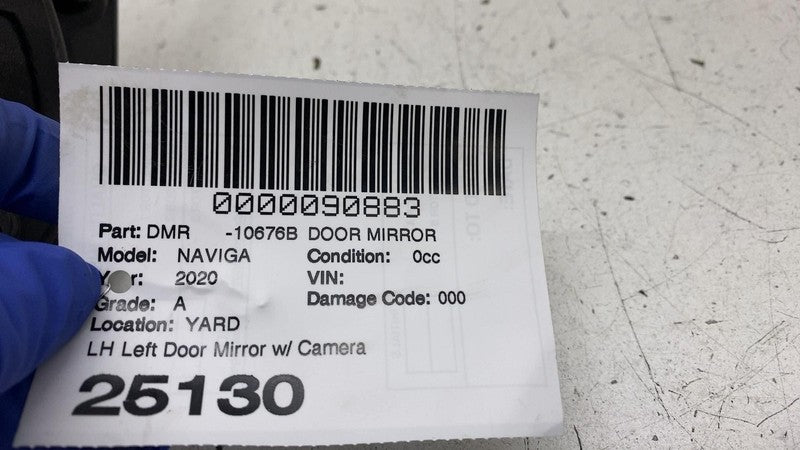 0000090883
Part: DMR -10676B DOOR MIRROR
Model: NAVIGA Condition: 0cc
2020 VIN:
Grade: A Damage Code: 000
Location: YARD
LH Left Door Mirror w/ Camera
25130